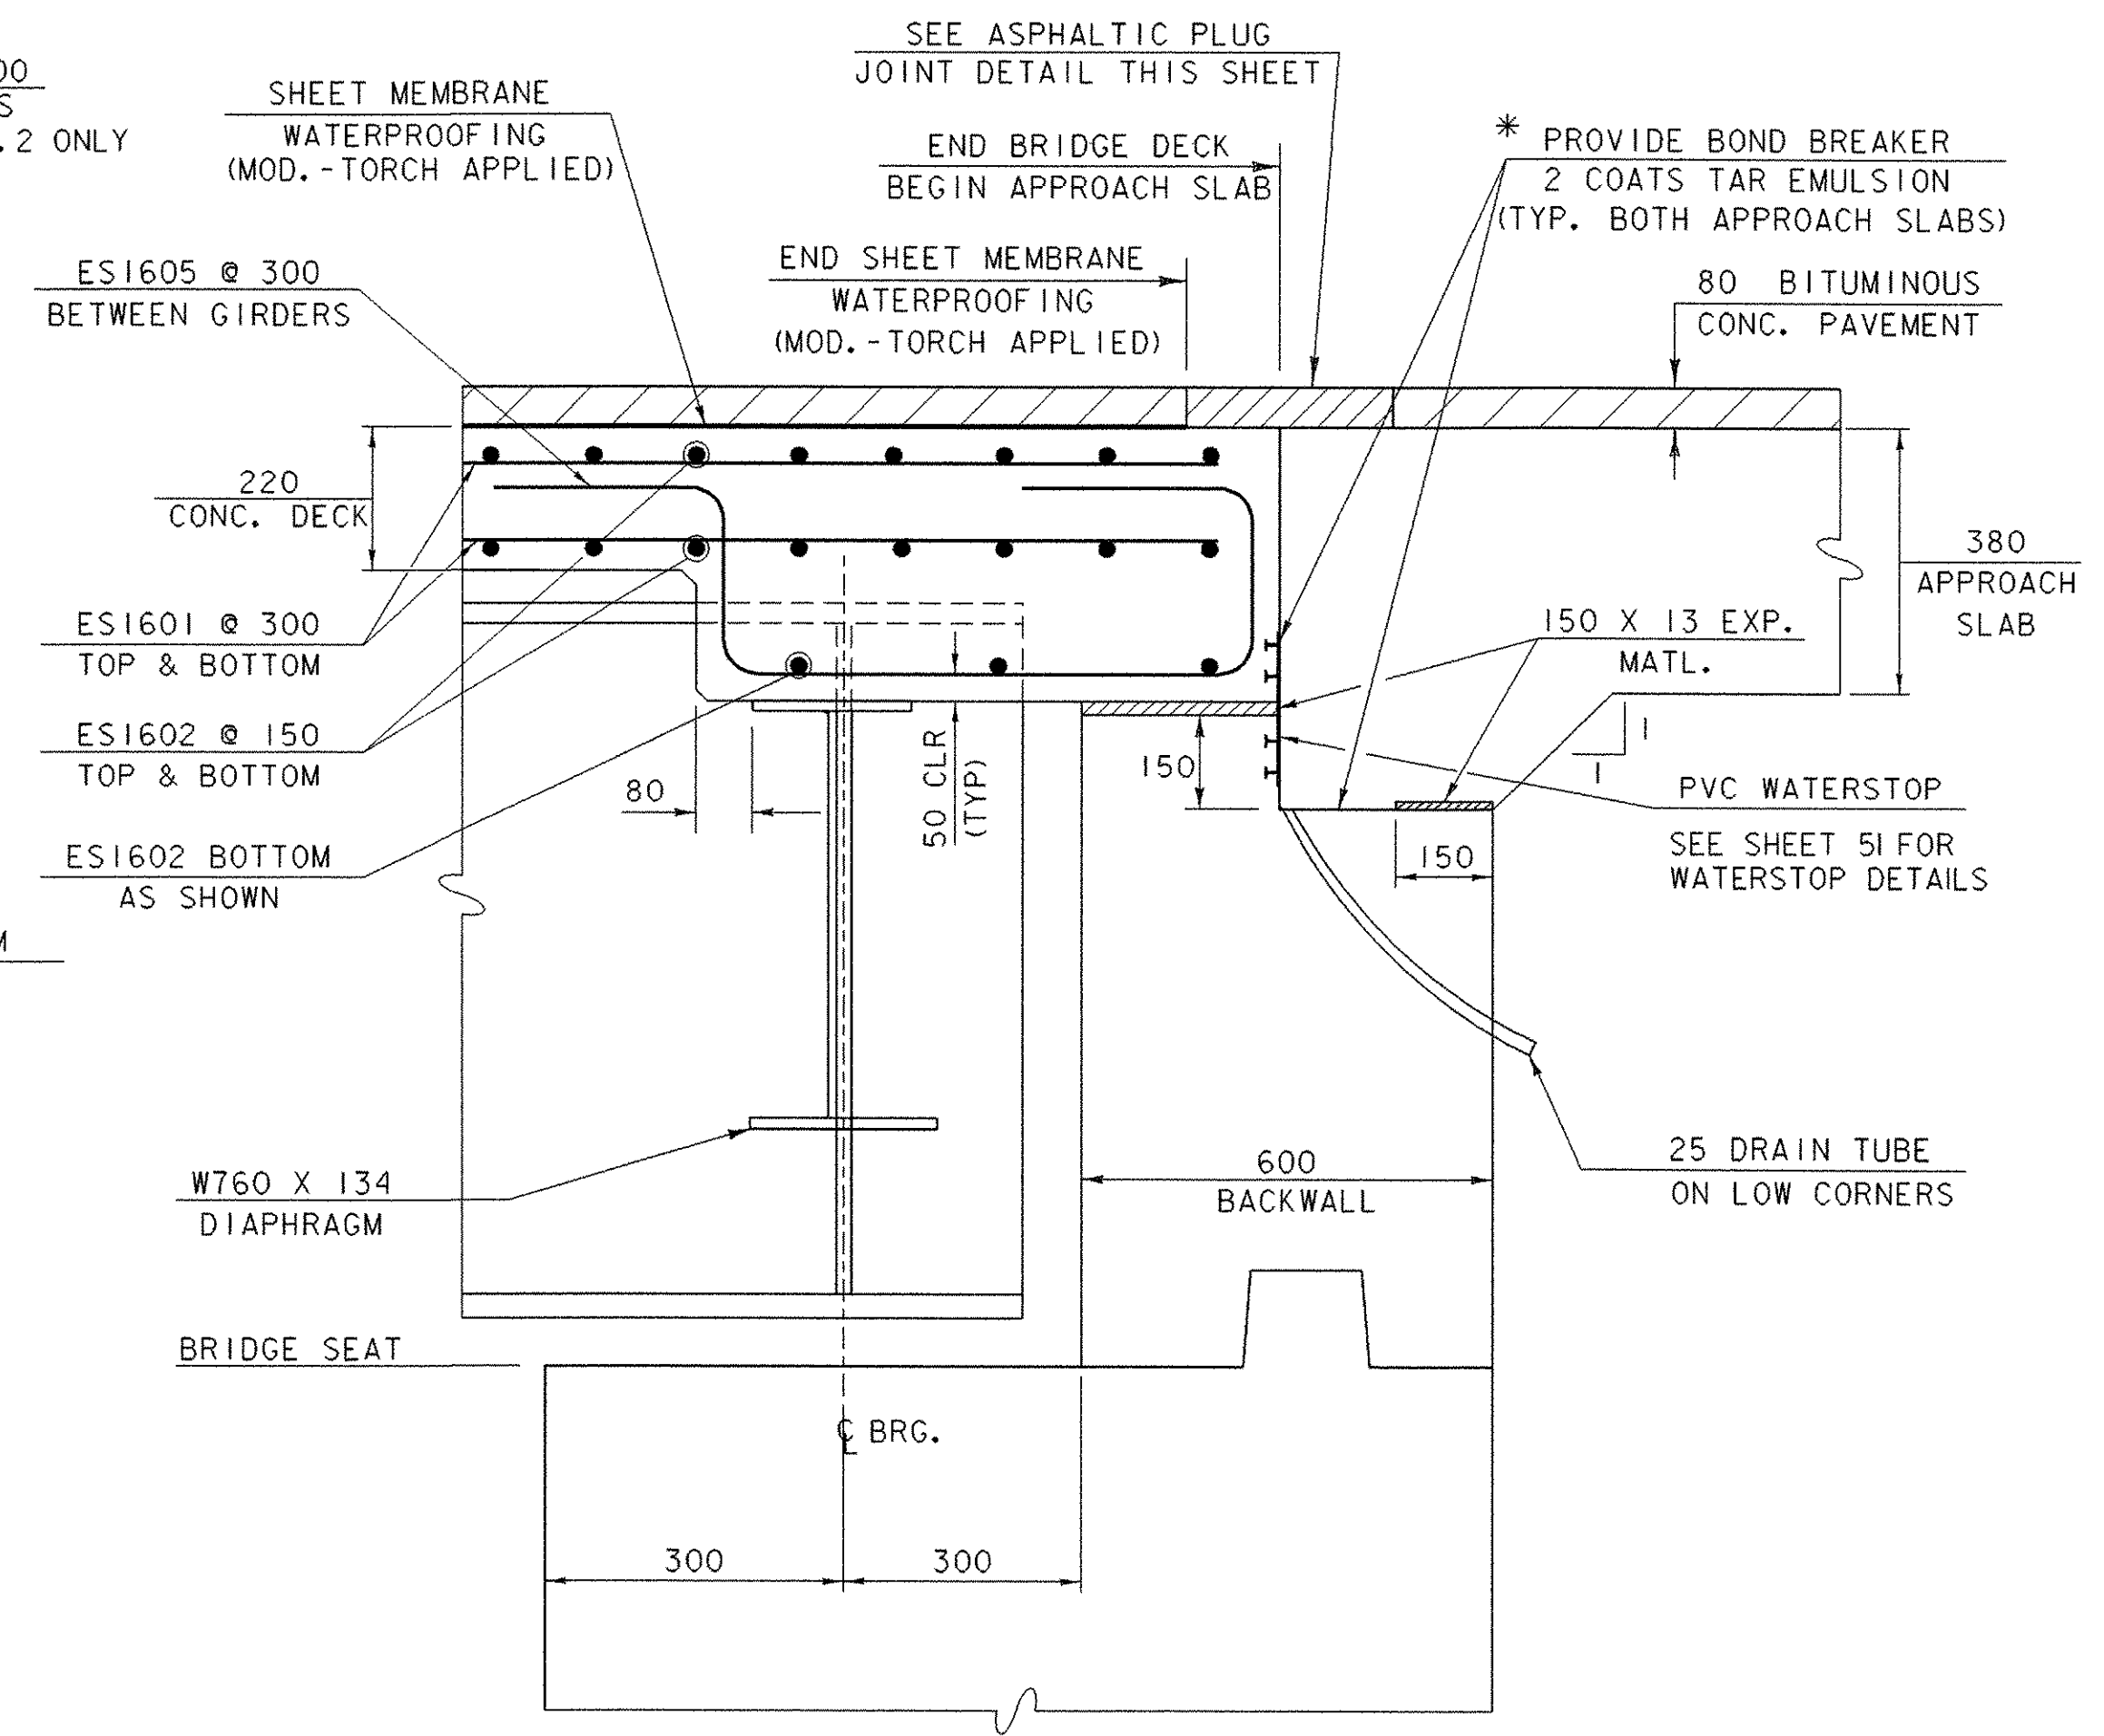 00
S
.2 ONLY
SHEET MEMBRANE
WATERPROOFING
(MOD.-TORCH APPLIED)
SEE ASPHALTIC PLUG
JOINT DETAIL THIS SHEET
END BRIDGE DECK
BEGIN APPROACH SLAB
* PROVIDE BOND BREAKER
2 COATS TAR EMULSION
(TYP. BOTH APPROACH SLABS)
END SHEET MEMBRANE
WATERPROOFING
(MOD.-TORCH APPLIED)
ES1605 @ 300
BETWEEN GIRDERS
80 BITUMINOUS
CONC. PAVEMENT
220
CONC. DECK
380
APPROACH
SLAB
ES1601 @ 300
TOP & BOTTOM
150 X 13 EXP.
MATL.
ES1602 @ 150
TOP & BOTTOM
80
50 CLR
(TYP)
150
1
1
PVC WATERSTOP
SEE SHEET 51 FOR
WATERSTOP DETAILS
ES1602 BOTTOM
AS SHOWN
150
M
W760 X 134
DIAPHRAGM
600
BACKWALL
25 DRAIN TUBE
ON LOW CORNERS
BRIDGE SEAT
℄ BRG.
300
300